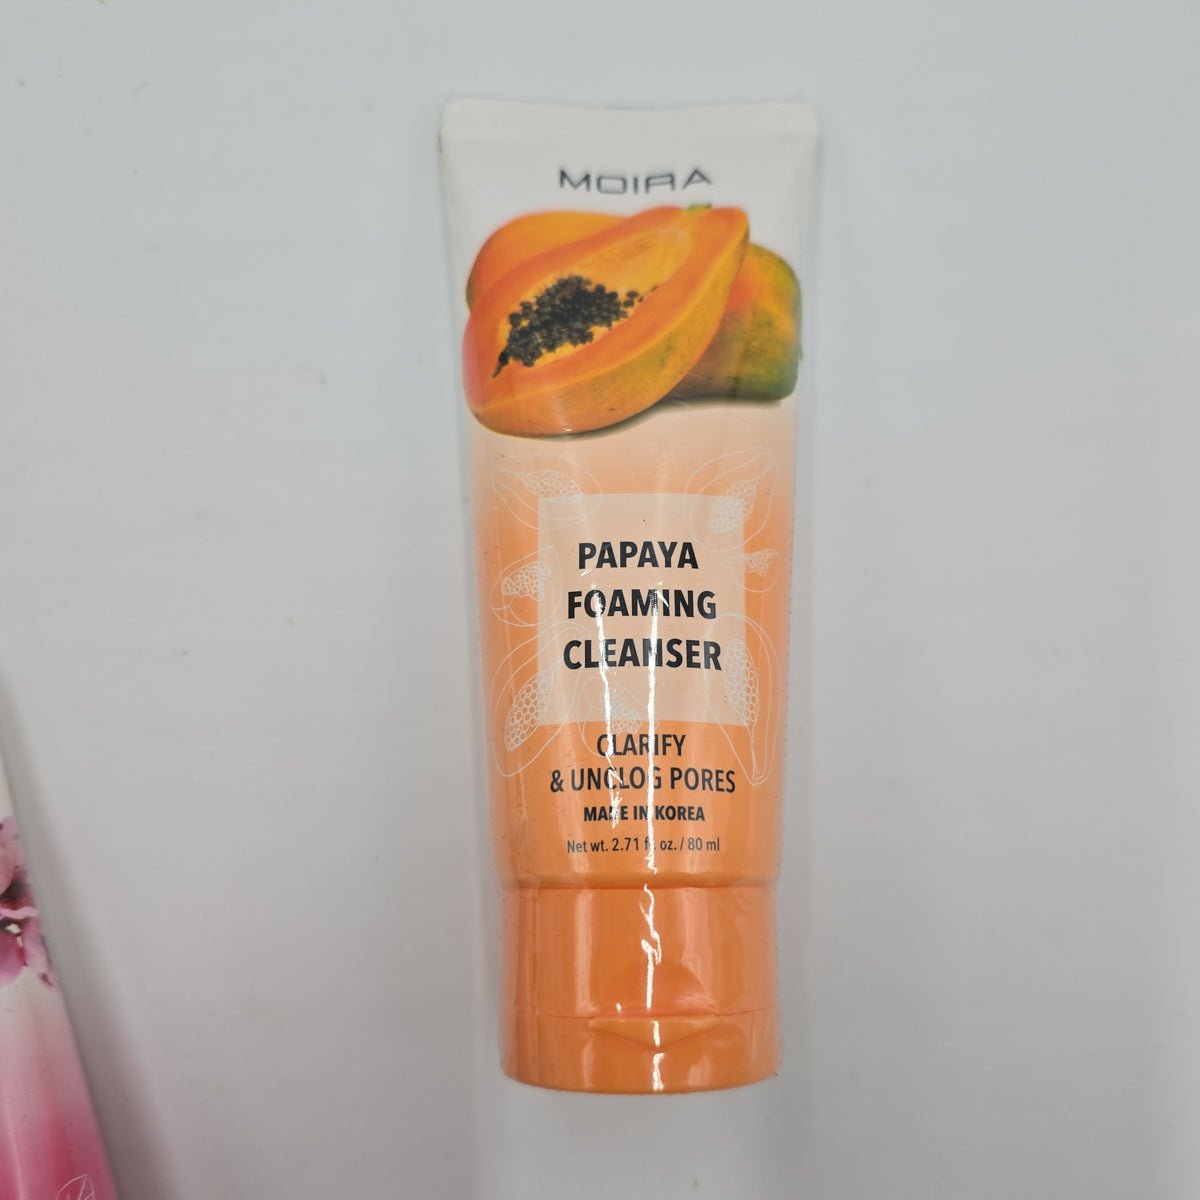 MOIRA
PAPAYA
FOAMING
CLEANSER
CLARIFY
& UNCLOG PORES
MADE IN KOREA
Net wt. 2.71 fl. oz. / 80 ml